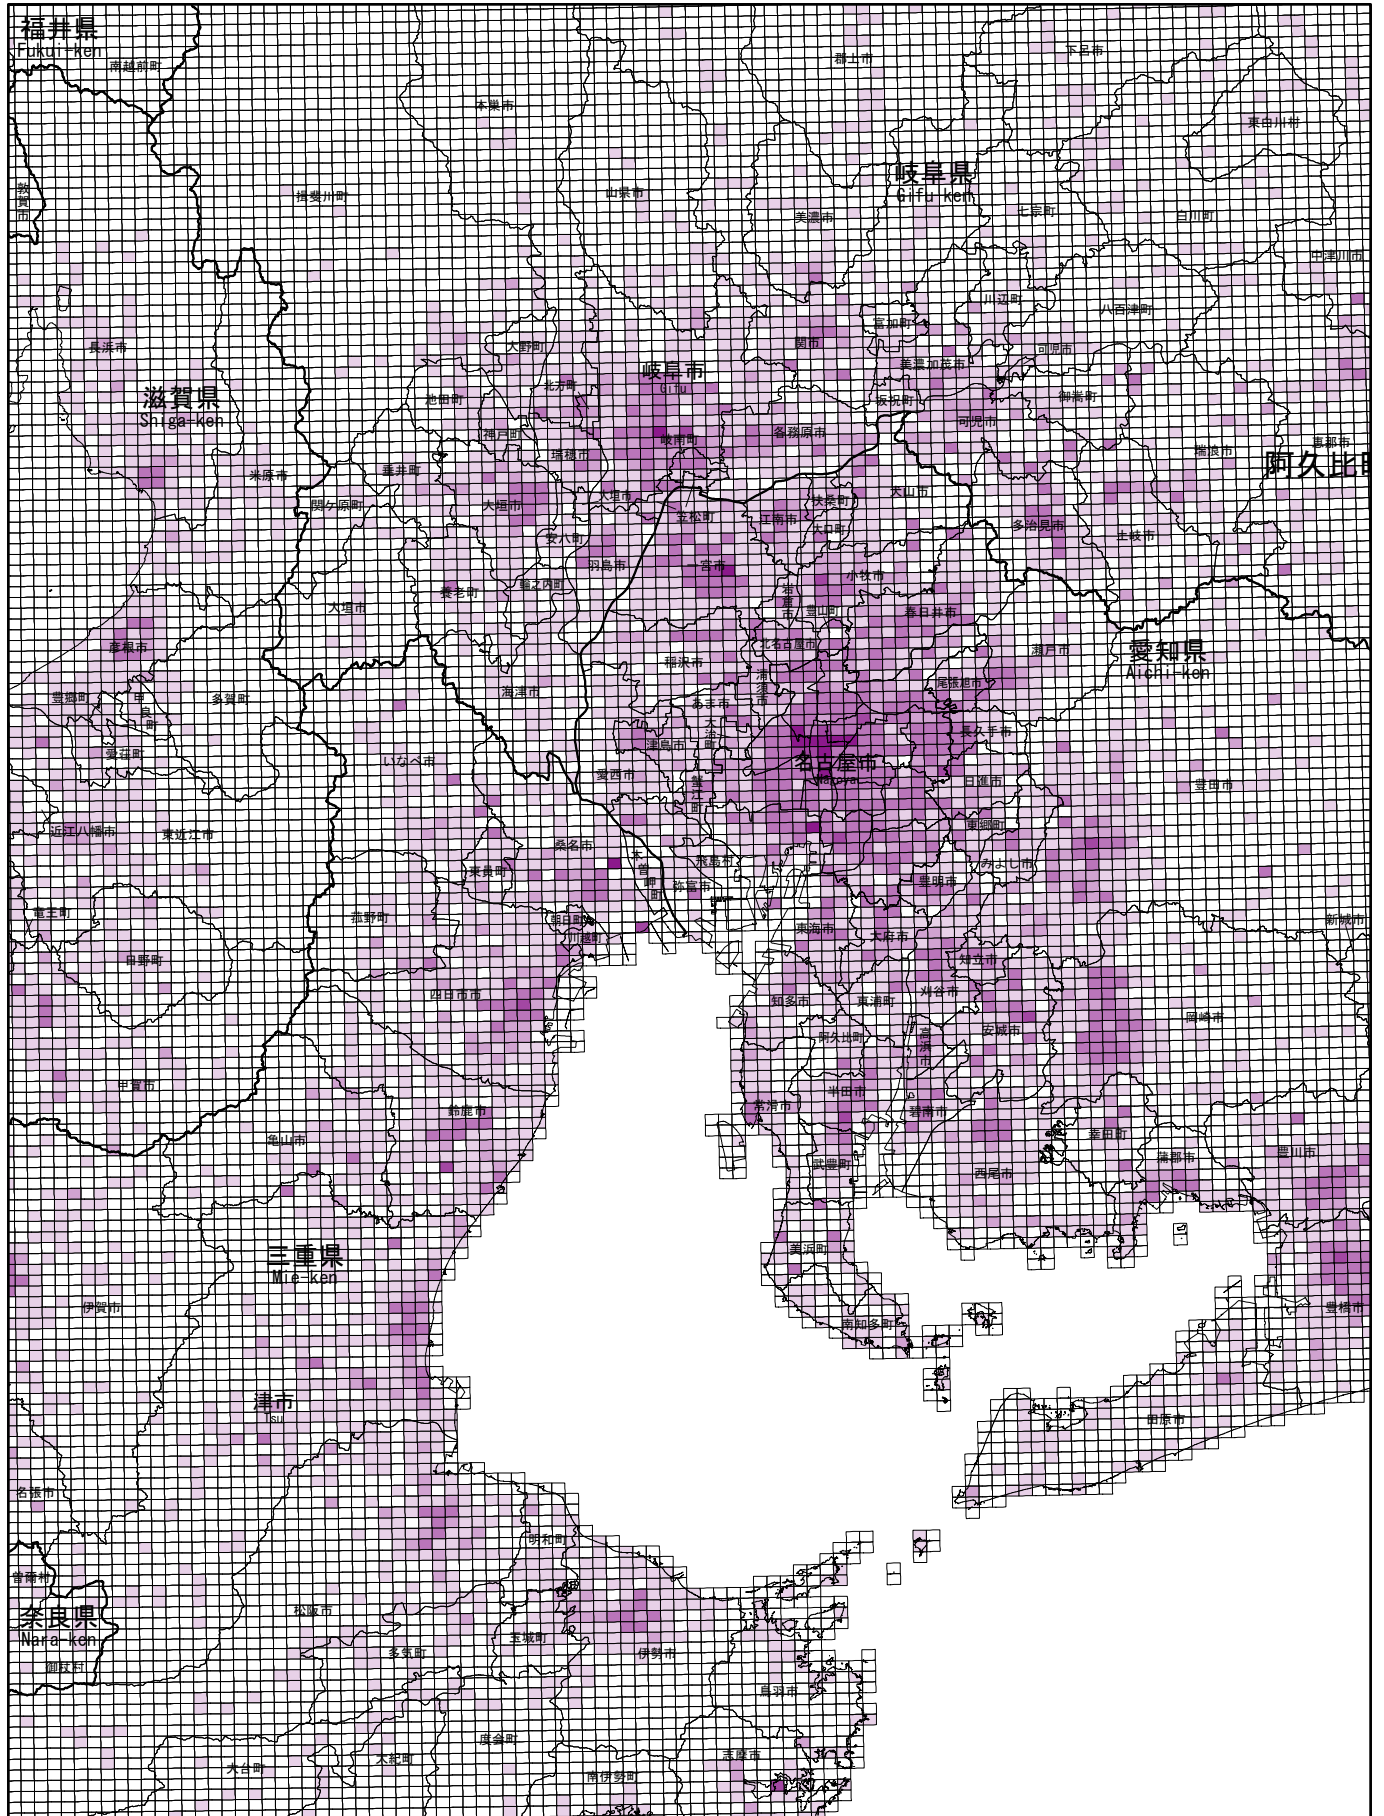 福井県
Fukui-ken
南越前町
郡上市
下呂市
本巣市
東白川村
敦賀市
揖斐川町
山県市
岐阜県
Gifu-ken
美濃市
七宗町
白川町
中津川市
川辺町
八百津町
富加町
長浜市
大野町
関市
可児市
美濃加茂市
岐阜市
Gifu
滋賀県
Shiga-ken
池田町
北方町
坂祝町
御嵩町
可児市
神戸町
岐南町
各務原市
恵那市
瑞穂市
瑞浪市
阿久比町
米原市
垂井町
関ケ原町
大垣市
大垣市
扶桑町
犬山市
笠松町
江南市
大口町
多治見市
土岐市
安八町
羽島市
一宮市
小牧市
輪之内町
養老町
大垣市
岩倉市
豊山町
春日井市
彦根市
北名古屋市
瀬戸市
愛知県
Aichi-ken
稲沢市
清須市
尾張旭市
豊郷町
甲良町
多賀町
海津市
あま市
大治町
長久手市
愛荘町
いなべ市
津島市
名古屋市
Nagoya
愛西市
蟹江町
日進市
豊田市
近江八幡市
東近江市
東郷町
桑名市
木曽岬町
飛島村
みよし市
東員町
豊明市
弥富市
竜王町
菰野町
朝日町
川越町
東海市
大府市
新城市
日野町
知立市
四日市市
知多市
東浦町
刈谷市
岡崎市
阿久比町
高浜市
安城市
甲賀市
半田市
常滑市
碧南市
鈴鹿市
亀山市
幸田町
蒲郡市
豊川市
武豊町
西尾市
三重県
Mie-ken
美浜町
伊賀市
豊橋市
南知多町
津市
Tsu
田原市
名張市
明和町
曽爾村
奈良県
Nara-ken
松阪市
玉城町
多気町
伊勢市
御杖村
鳥羽市
度会町
志摩市
大紀町
大台町
南伊勢町